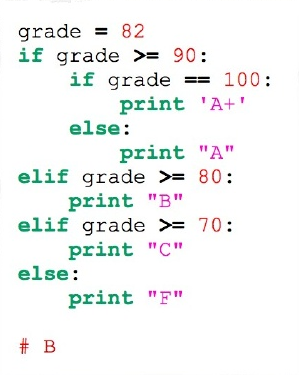 grade = 82
if grade >= 90:
    if grade == 100:
        print 'A+'
    else:
        print "A"
elif grade >= 80:
    print "B"
elif grade >= 70:
    print "C"
else:
    print "F"

# B